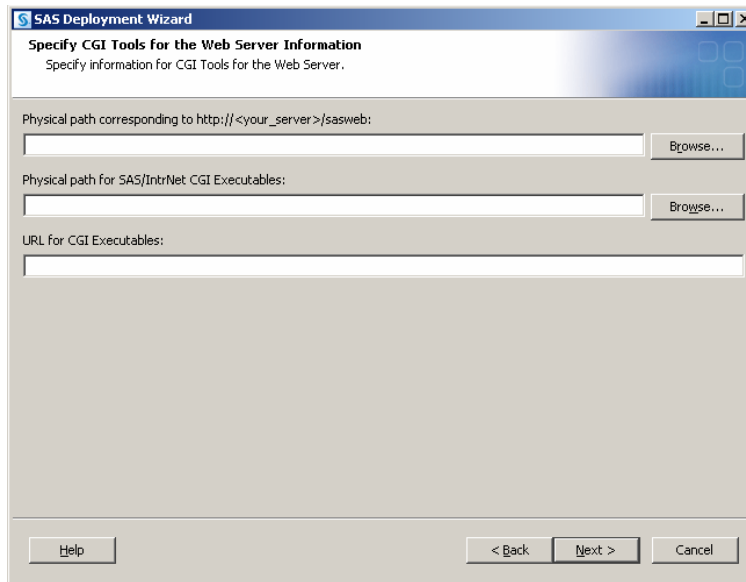 SAS Deployment Wizard
Specify CGI Tools for the Web Server Information
Specify information for CGI Tools for the Web Server.
Physical path corresponding to http://<your_server>/sasweb:
Browse...
Physical path for SAS/IntrNet CGI Executables:
Browse...
URL for CGI Executables:
Help
< Back
Next >
Cancel